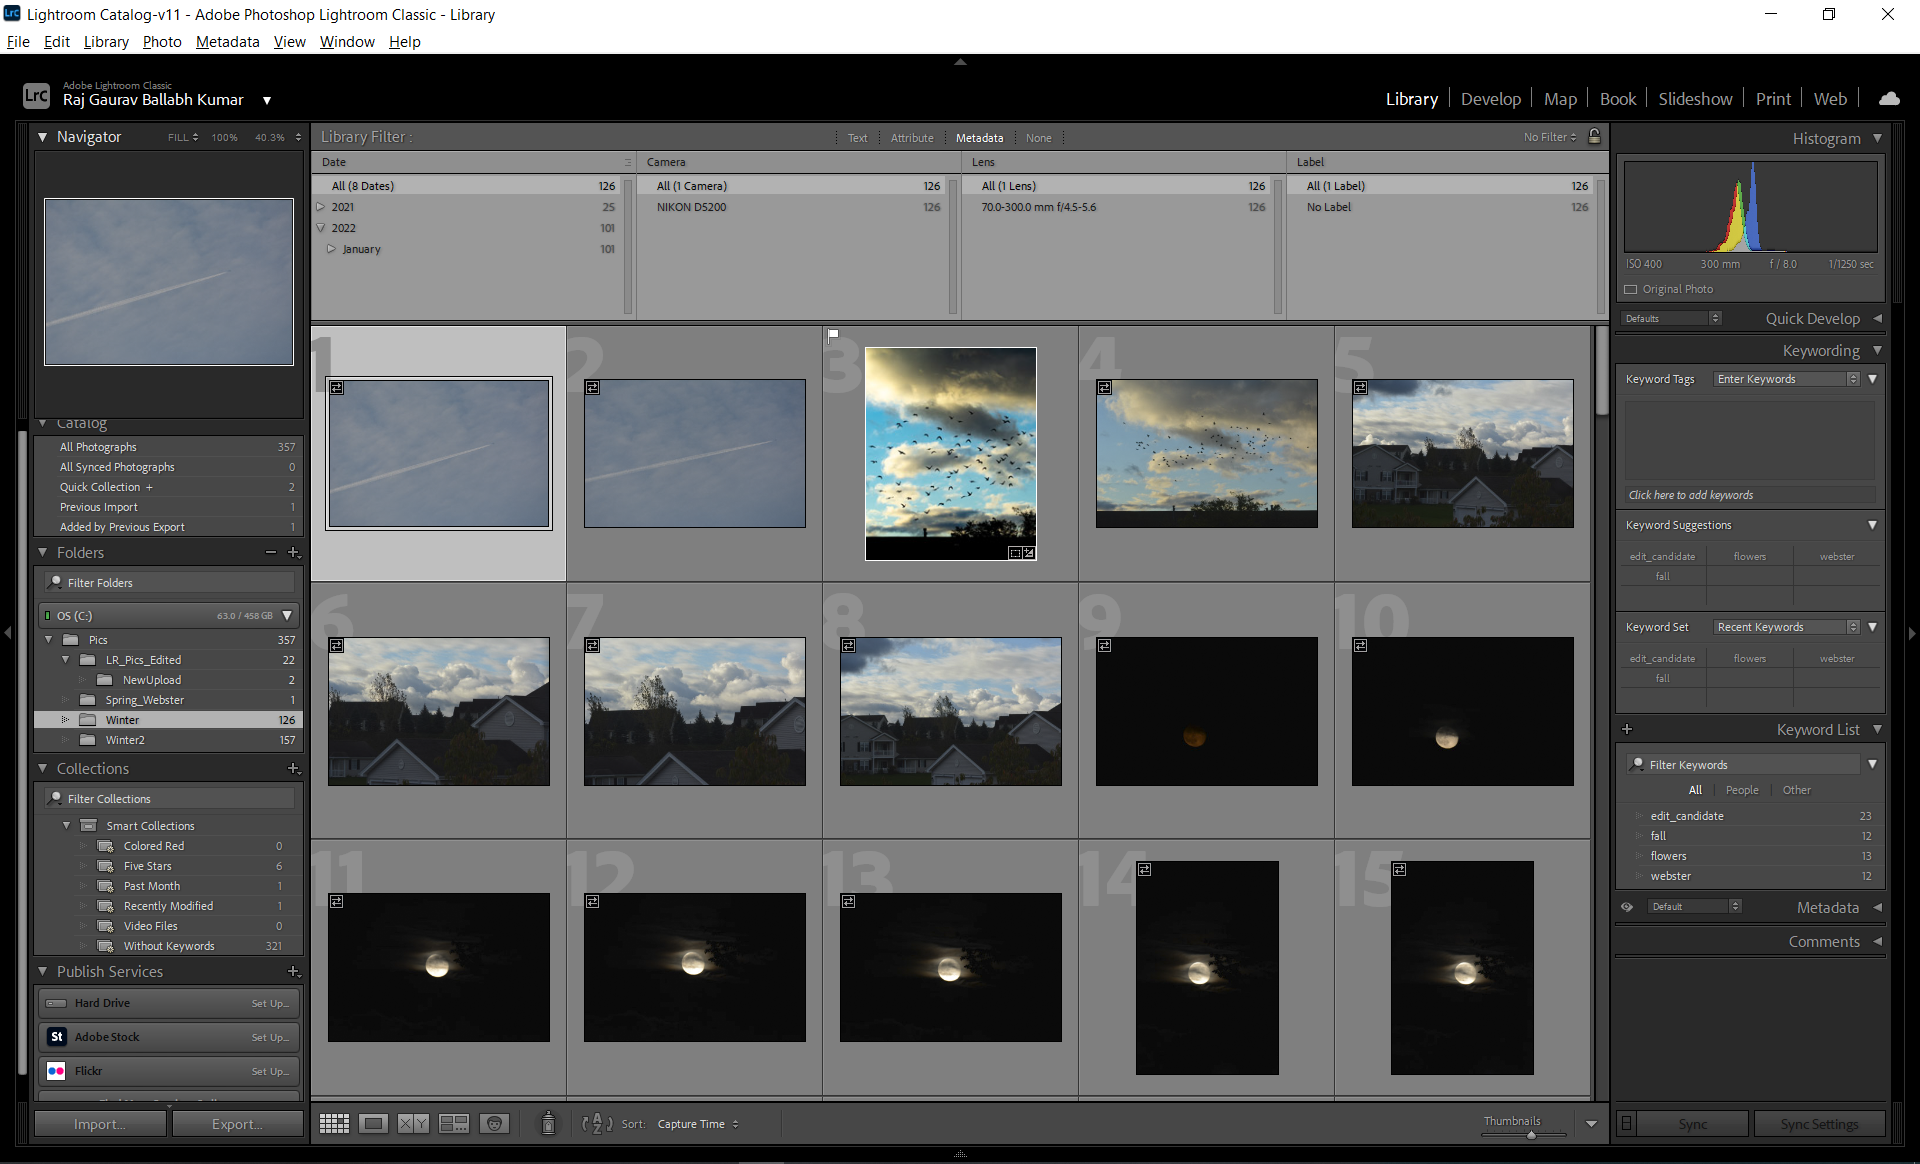 Lightroom Catalog-v11 - Adobe Photoshop Lightroom Classic - Library
File Edit Library Photo Metadata View Window Help
LrC
Adobe Lightroom Classic
Raj Gaurav Ballabh Kumar
Library Develop Map Book Slideshow Print Web
Navigator FILL 100% 40.3%
Library Filter : Text Attribute Metadata None No Filter
Histogram
Date Camera Lens Label
All (8 Dates) 126 All (1 Camera) 126 All (1 Lens) 126 All (1 Label) 126
2021 25 NIKON D5200 126 70.0-300.0 mm f/4.5-5.6 126 No Label 126
2022 101
January 101
ISO 400 300 mm f / 8.0 1/1250 sec
Original Photo
Defaults Quick Develop
Keywording
Keyword Tags Enter Keywords
Click here to add keywords
Keyword Suggestions
edit_candidate flowers webster
fall
Keyword Set Recent Keywords
edit_candidate flowers webster
fall
Keyword List
Filter Keywords
All People Other
edit_candidate 23
fall 12
flowers 13
webster 12
Default Metadata
Comments
Catalog
All Photographs 357
All Synced Photographs 0
Quick Collection + 2
Previous Import 1
Added by Previous Export 1
Folders
Filter Folders
OS (C:) 63.0 / 458 GB
Pics 357
LR_Pics_Edited 22
NewUpload 2
Spring_Webster 1
Winter 126
Winter2 157
Collections
Filter Collections
Smart Collections
Colored Red 0
Five Stars 6
Past Month 1
Recently Modified 1
Video Files 0
Without Keywords 321
Publish Services
Hard Drive Set Up...
St Adobe Stock Set Up...
Flickr Set Up...
1 2 3 4 5
6 7 8 9 10
11 12 13 14 15
Import... Export...
XY
Sort: Capture Time
Thumbnails
Sync Sync Settings